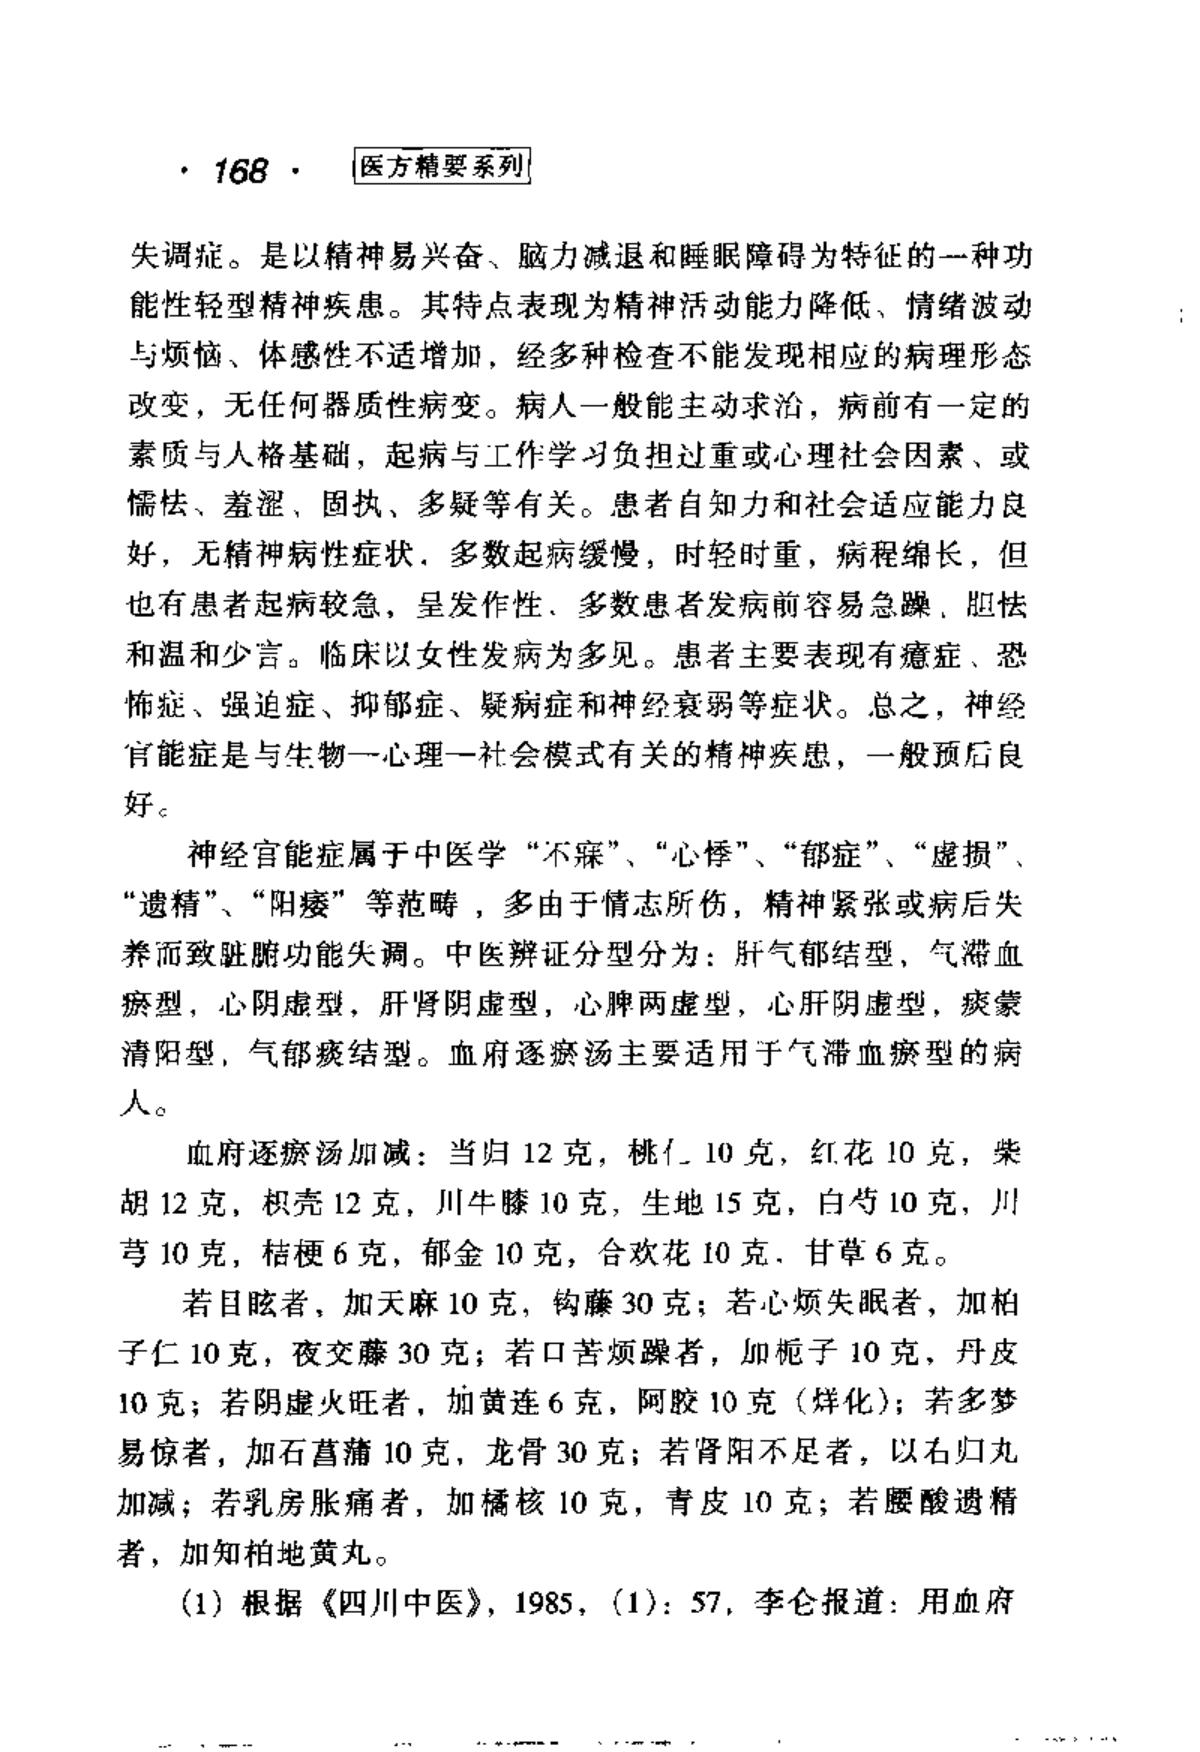 · 168 · 医方精要系列
失调症。是以精神易兴奋、脑力减退和睡眠障碍为特征的一种功
能性轻型精神疾患。其特点表现为精神活动能力降低、情绪波动
与烦恼、体感性不适增加，经多种检查不能发现相应的病理形态
改变，无任何器质性病变。病人一般能主动求治，病前有一定的
素质与人格基础，起病与工作学习负担过重或心理社会因素、或
懦怯、羞涩、固执、多疑等有关。患者自知力和社会适应能力良
好，无精神病性症状．多数起病缓慢，时轻时重，病程绵长，但
也有患者起病较急，呈发作性．多数患者发病前容易急躁、胆怯
和温和少言。临床以女性发病为多见。患者主要表现有癔症、恐
怖症、强迫症、抑郁症、疑病症和神经衰弱等症状。总之，神经
官能症是与生物—心理—社会模式有关的精神疾患，一般预后良
好。
神经官能症属于中医学“不寐”、“心悸”、“郁症”、“虚损”、
“遗精”、“阳痿”等范畴，多由于情志所伤，精神紧张或病后失
养而致脏腑功能失调。中医辨证分型分为：肝气郁结型，气滞血
瘀型，心阴虚型，肝肾阴虚型，心脾两虚型，心肝阴虚型，痰蒙
清阳型，气郁痰结型。血府逐瘀汤主要适用于气滞血瘀型的病
人。
血府逐瘀汤加减：当归 12 克，桃仁 10 克，红花 10 克，柴
胡 12 克，枳壳 12 克，川牛膝 10 克，生地 15 克，白芍 10 克，川
芎 10 克，桔梗 6 克，郁金 10 克，合欢花 10 克．甘草 6 克。
若目眩者，加天麻 10 克，钩藤 30 克；若心烦失眠者，加柏
子仁 10 克，夜交藤 30 克；若口苦烦躁者，加栀子 10 克，丹皮
10 克；若阴虚火旺者，加黄连 6 克，阿胶 10 克（烊化）；若多梦
易惊者，加石菖蒲 10 克，龙骨 30 克；若肾阳不足者，以右归丸
加减；若乳房胀痛者，加橘核 10 克，青皮 10 克；若腰酸遗精
者，加知柏地黄丸。
（1）根据《四川中医》，1985，（1）：57，李仑报道：用血府